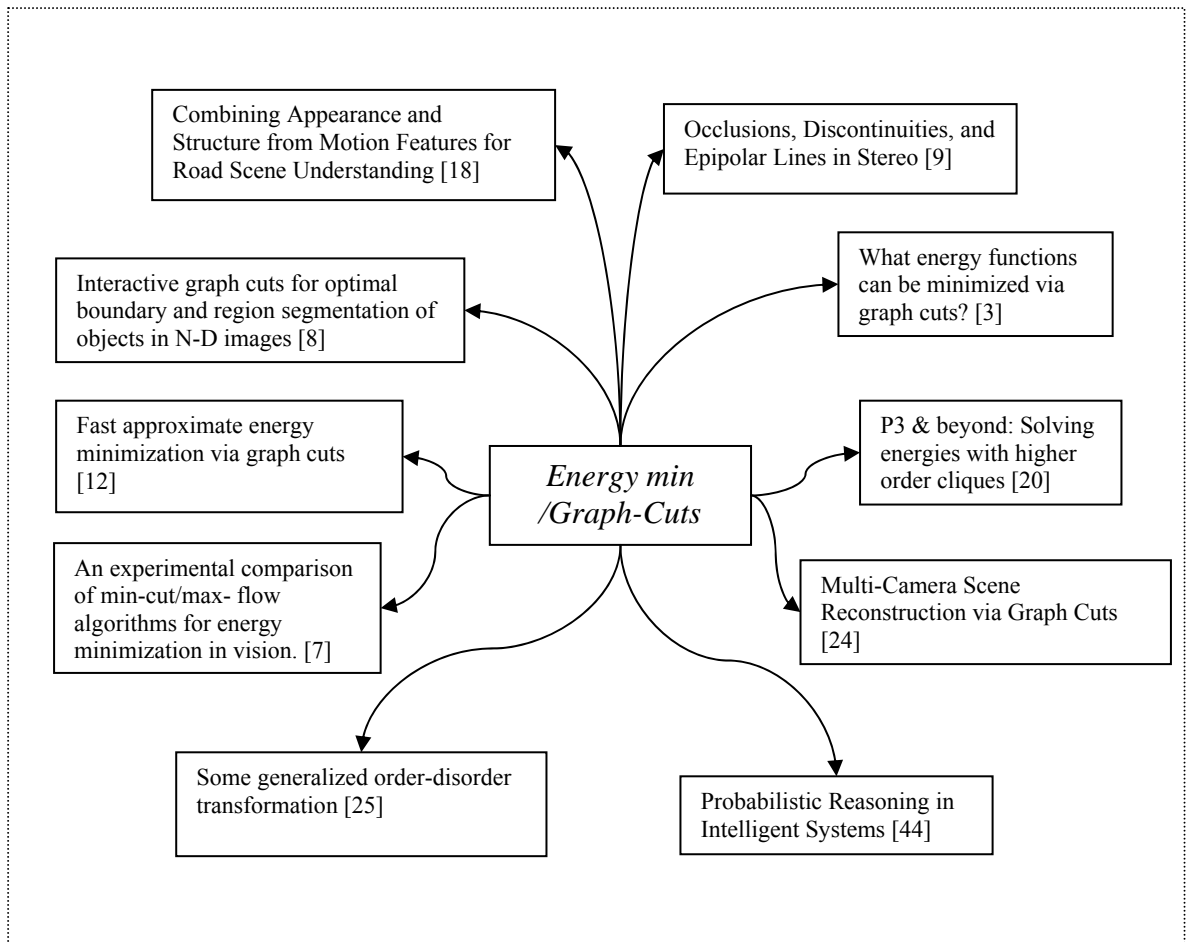 Combining Appearance and
Structure from Motion Features for
Road Scene Understanding [18]
Occlusions, Discontinuities, and
Epipolar Lines in Stereo [9]
What energy functions
can be minimized via
graph cuts? [3]
Interactive graph cuts for optimal
boundary and region segmentation of
objects in N-D images [8]
Fast approximate energy
minimization via graph cuts
[12]
P3 & beyond: Solving
energies with higher
order cliques [20]
Energy min
/Graph-Cuts
An experimental comparison
of min-cut/max- flow
algorithms for energy
minimization in vision. [7]
Multi-Camera Scene
Reconstruction via Graph Cuts
[24]
Some generalized order-disorder
transformation [25]
Probabilistic Reasoning in
Intelligent Systems [44]